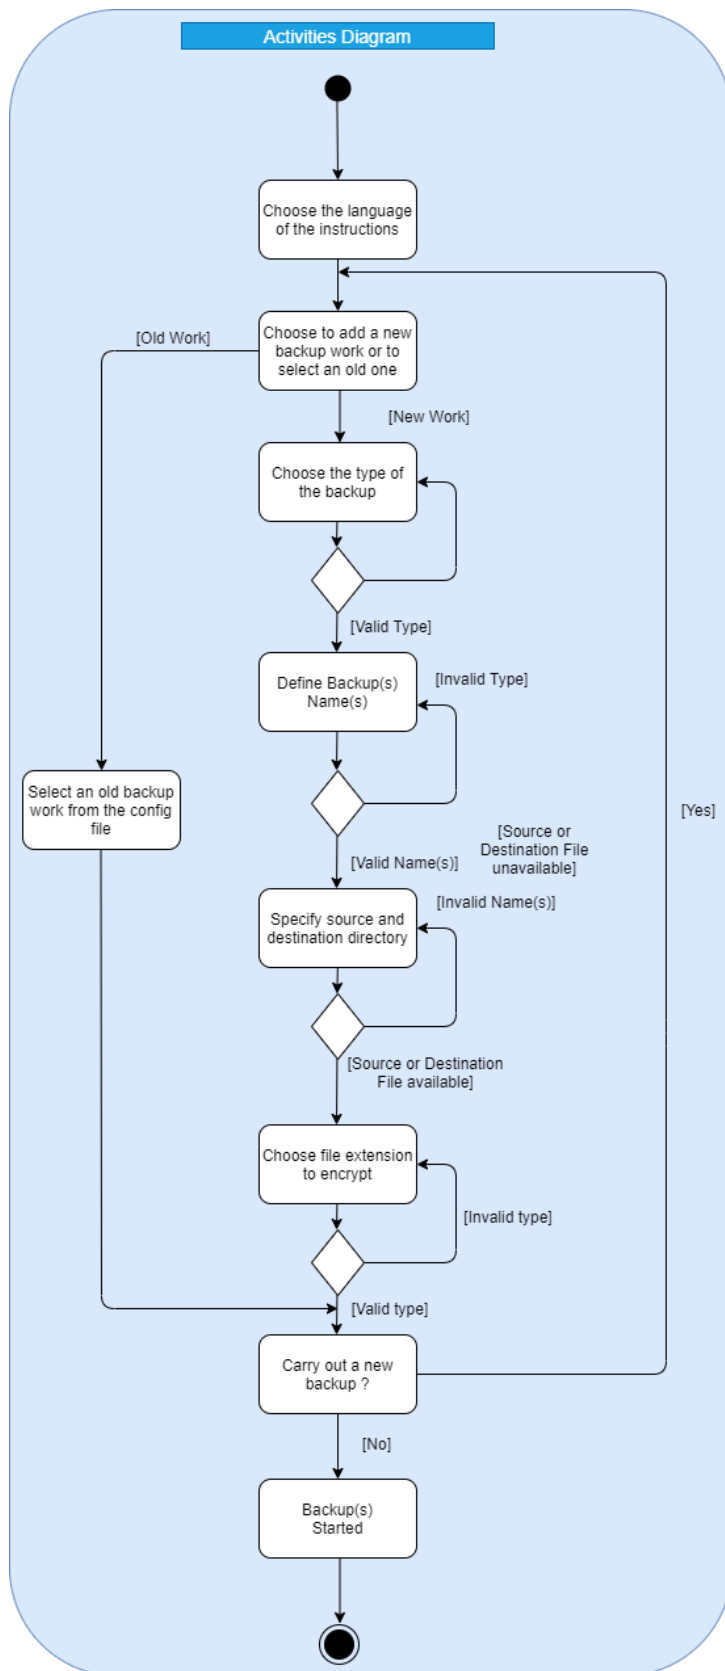 Activities Diagram
Choose the language
of the instructions
[Old Work]
Choose to add a new
backup work or to
select an old one
[New Work]
Choose the type of
the backup
[Valid Type]
Define Backup(s)
Name(s)
[Invalid Type]
Select an old backup
work from the config
file
[Yes]
[Source or
Destination File
unavailable]
[Valid Name(s)]
[Invalid Name(s)]
Specify source and
destination directory
[Source or Destination
File available]
Choose file extension
to encrypt
[Invalid type]
[Valid type]
Carry out a new
backup ?
[No]
Backup(s)
Started